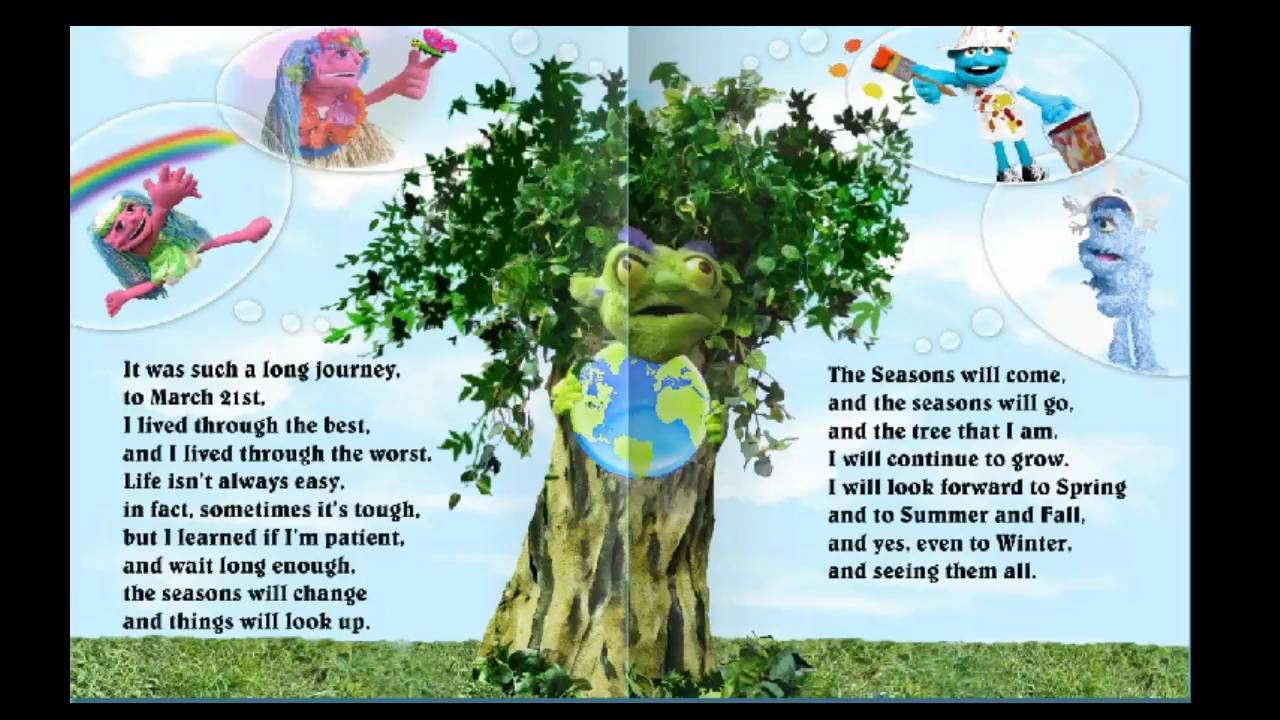 It was such a long journey,
to March 21st,
I lived through the best,
and I lived through the worst.
Life isn't always easy,
in fact, sometimes it's tough,
but I learned if I'm patient,
and wait long enough,
the seasons will change
and things will look up.
The Seasons will come,
and the seasons will go,
and the tree that I am,
I will continue to grow.
I will look forward to Spring
and to Summer and Fall,
and yes, even to Winter,
and seeing them all.